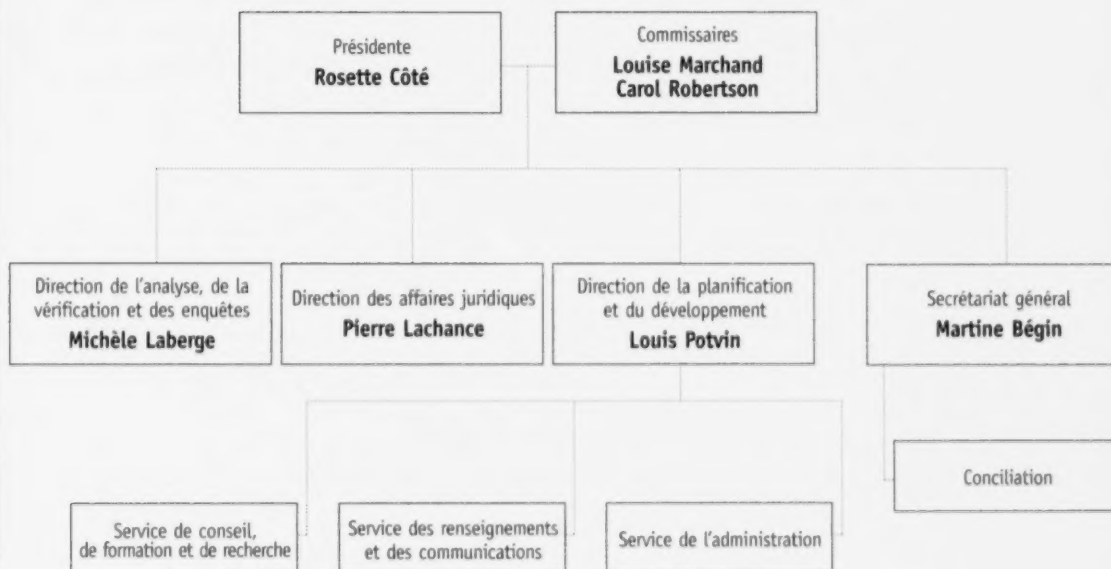 Présidente
Rosette Côté
Commissaires
Louise Marchand
Carol Robertson
Direction de l'analyse, de la
vérification et des enquêtes
Michèle Laberge
Direction des affaires juridiques
Pierre Lachance
Direction de la planification
et du développement
Louis Potvin
Secrétariat général
Martine Bégin
Conciliation
Service de conseil,
de formation et de recherche
Service des renseignements
et des communications
Service de l'administration